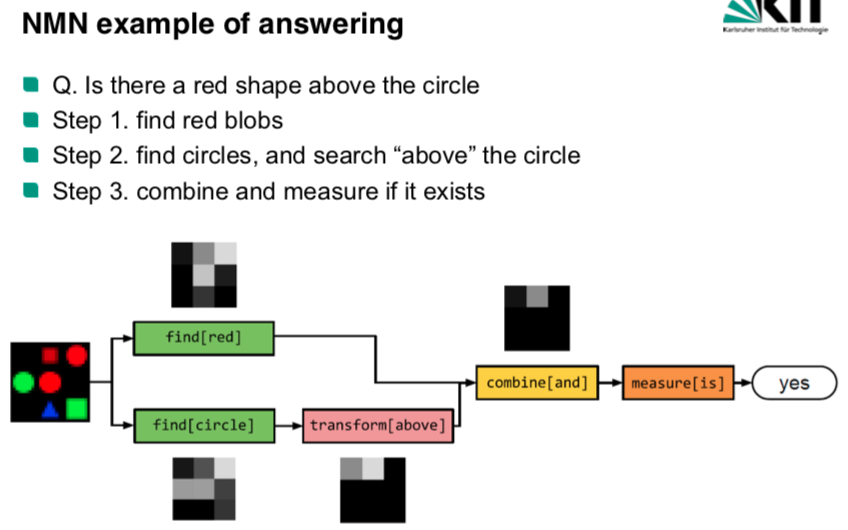 NMN example of answering
KIT
Karlsruher Institut für Technologie
Q. Is there a red shape above the circle
Step 1. find red blobs
Step 2. find circles, and search “above” the circle
Step 3. combine and measure if it exists
find[red]
combine[and]
measure[is]
yes
find[circle]
transform[above]